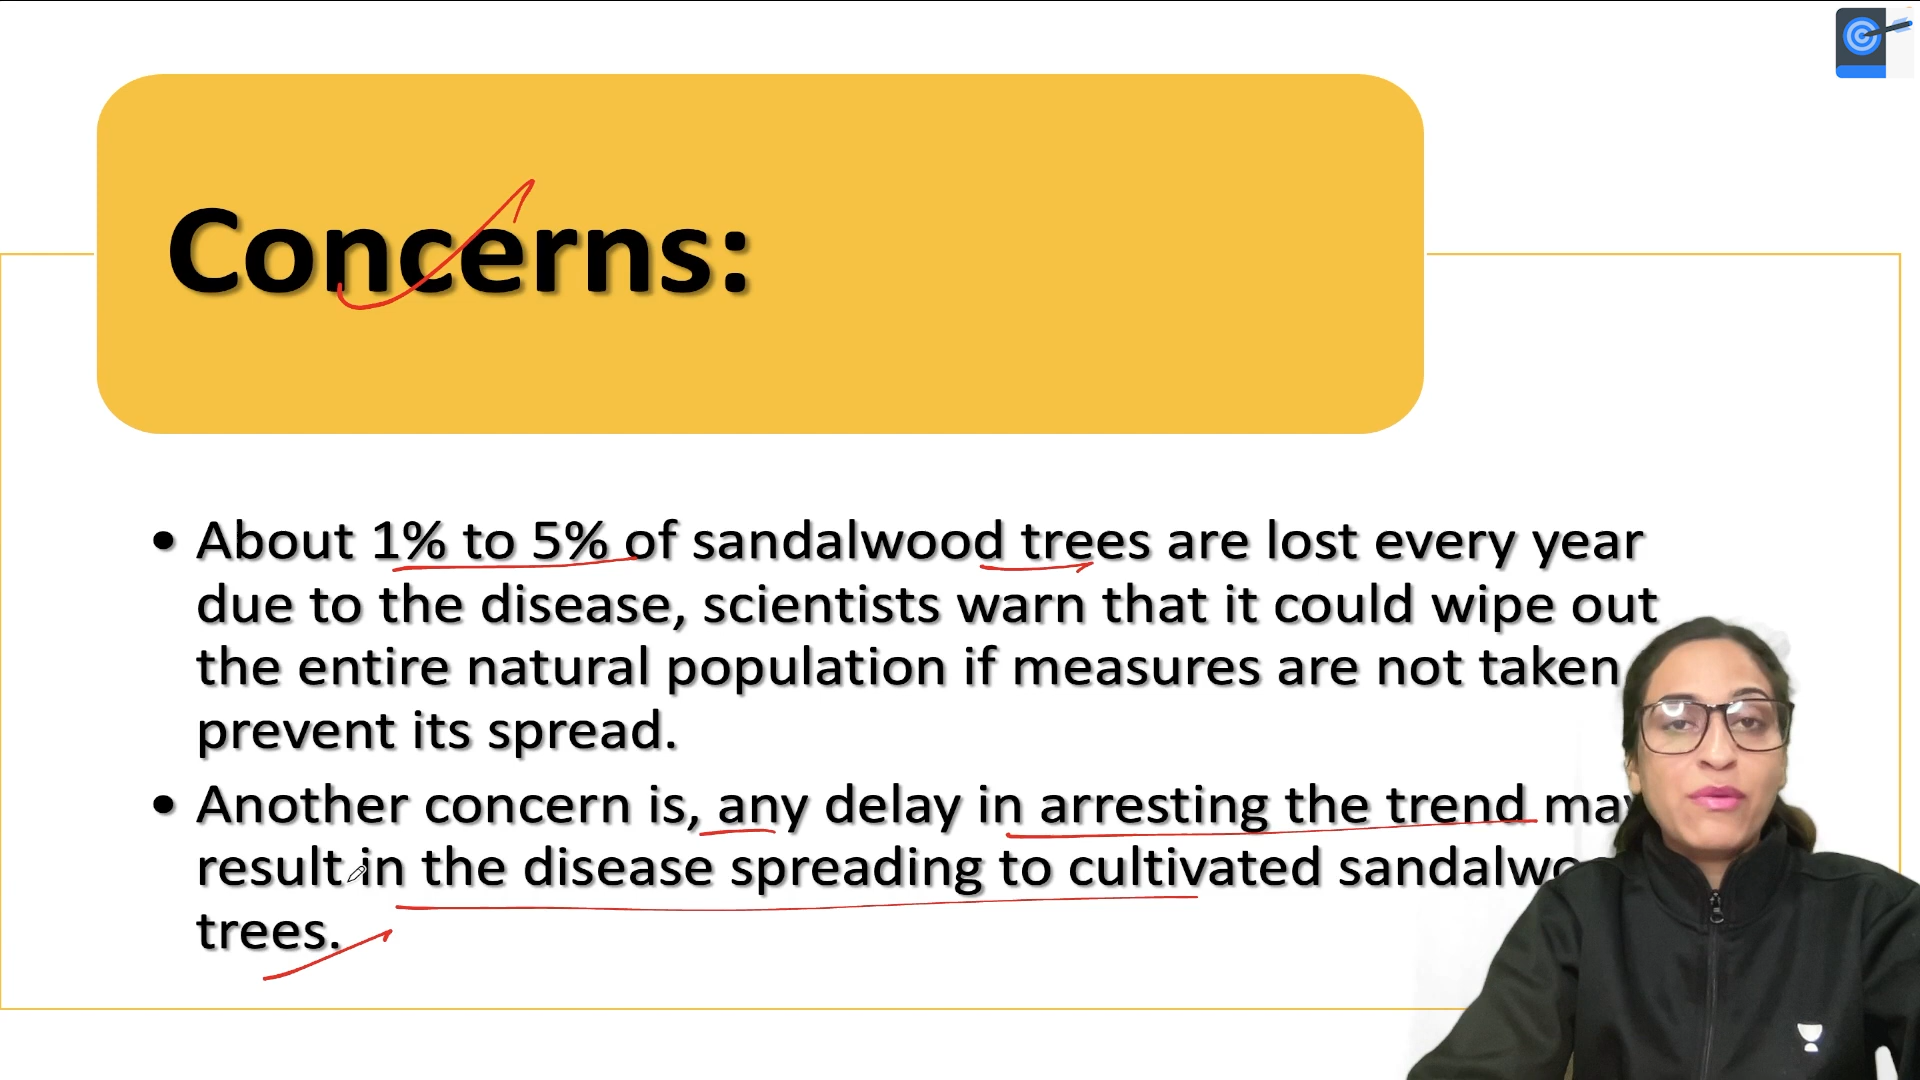 Concerns:
• About 1% to 5% of sandalwood trees are lost every year
due to the disease, scientists warn that it could wipe out
the entire natural population if measures are not taken
prevent its spread.
• Another concern is, any delay in arresting the trend
result in the disease spreading to cultivated
trees.